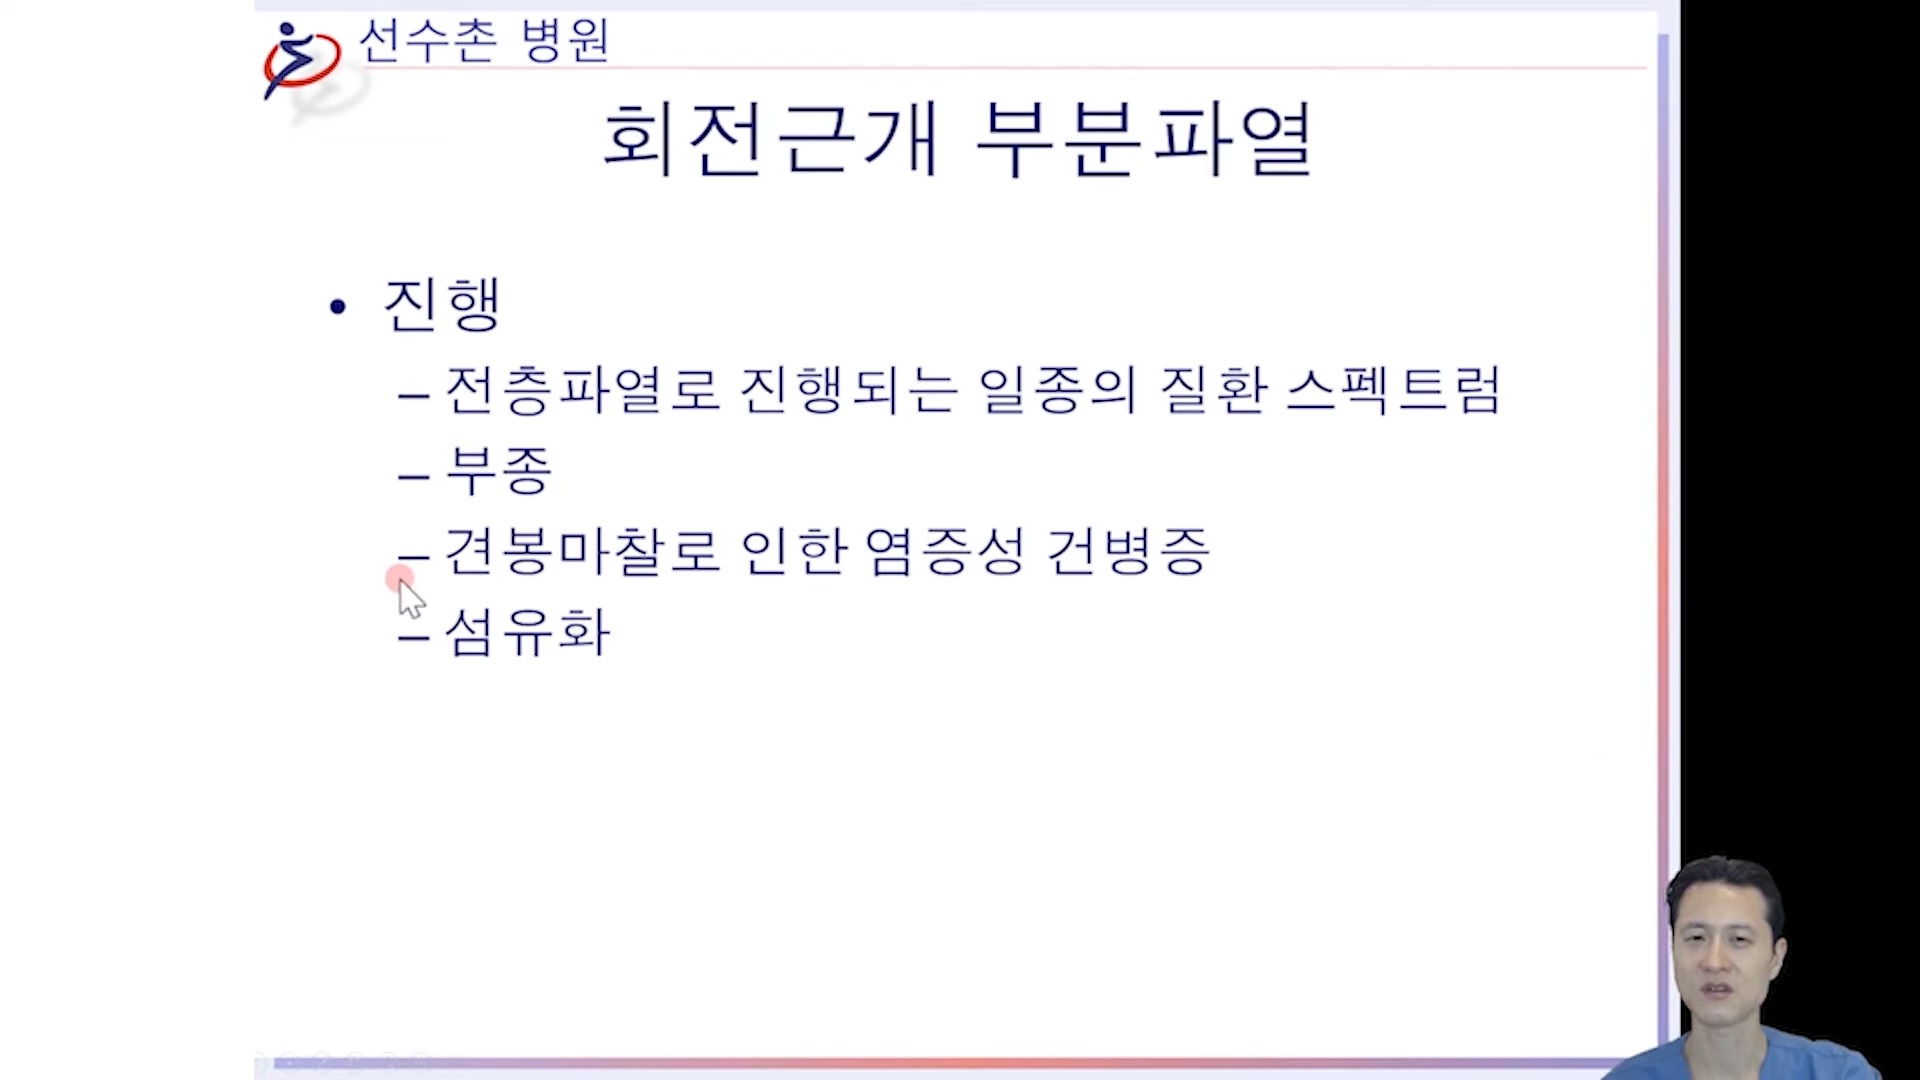 선수촌 병원
회전근개 부분파열
• 진행
– 전층파열로 진행되는 일종의 질환 스펙트럼
– 부종
– 견봉마찰로 인한 염증성 건병증
– 섬유화